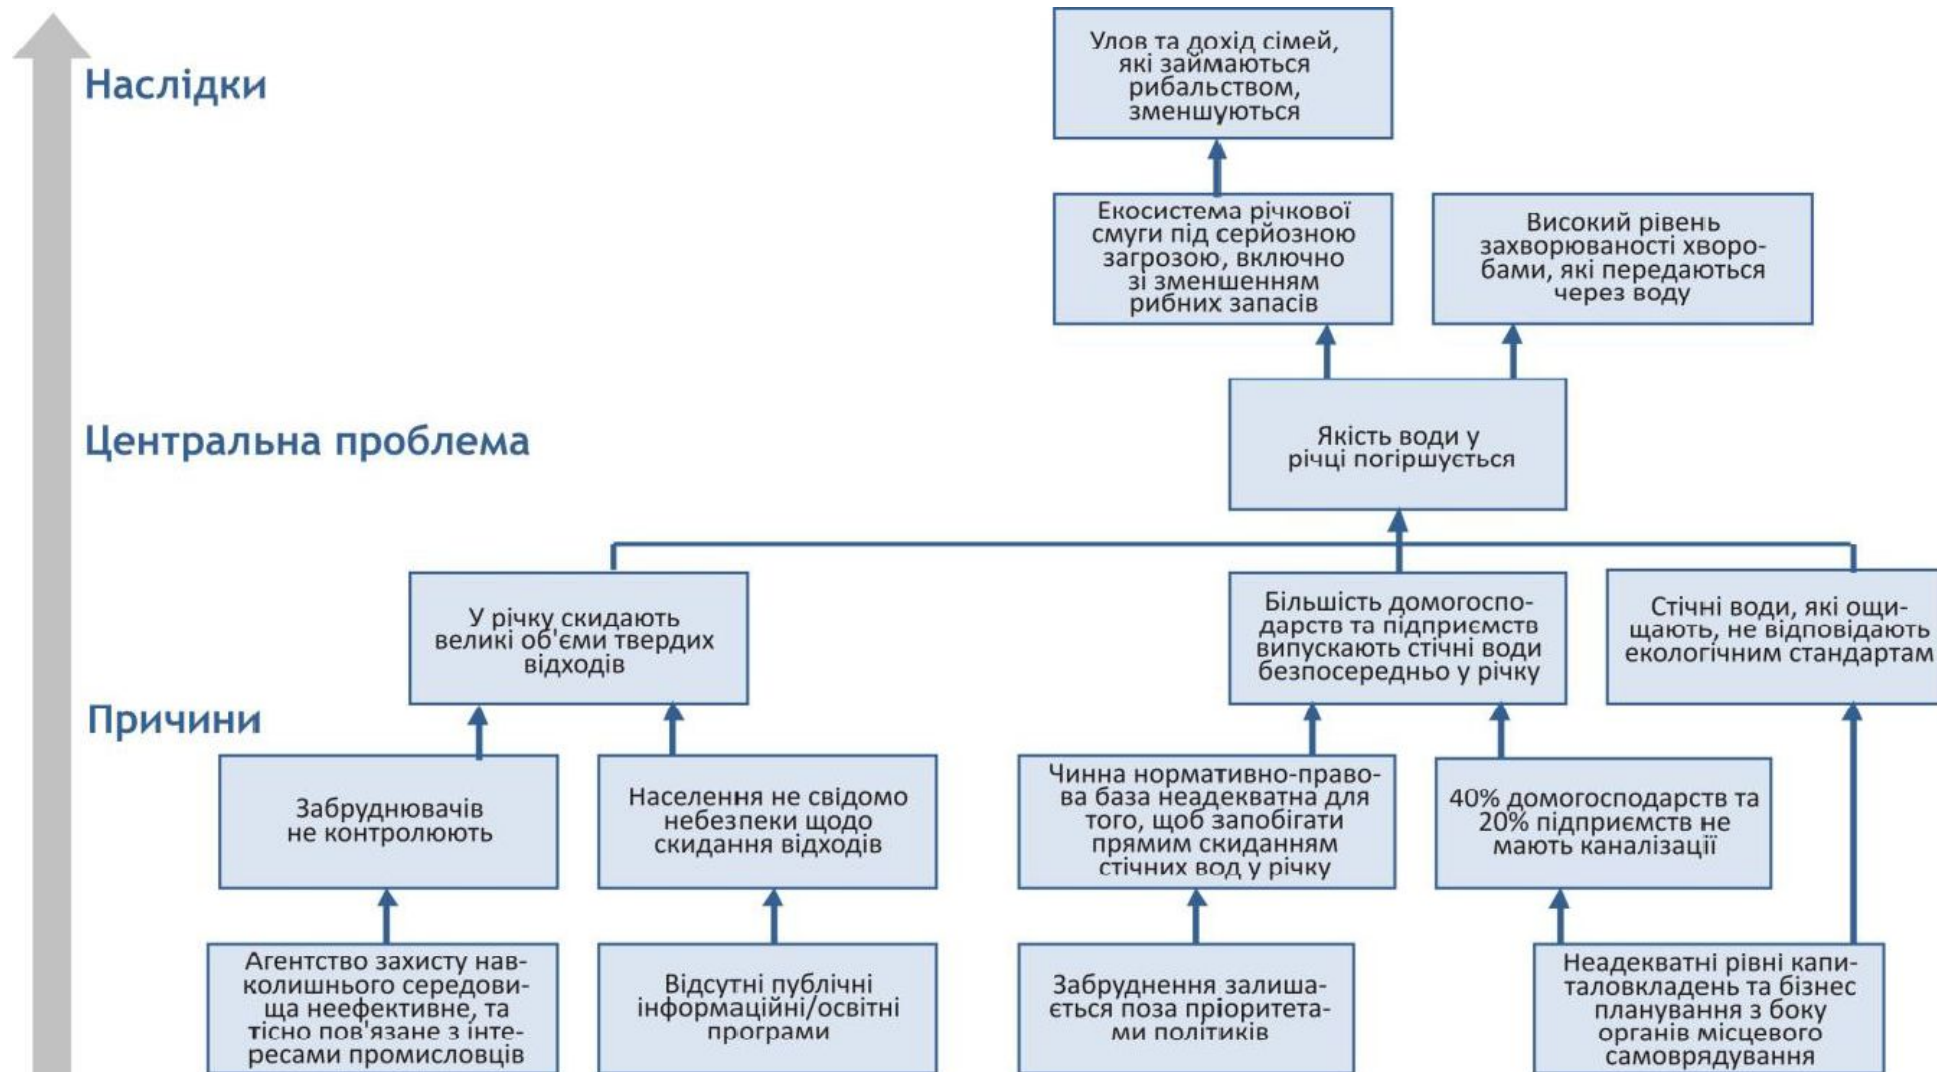 Наслідки
Улов та дохід сімей,
які займаються
рибальством,
зменшуються
Екосистема річкової
смуги під серйозною
загрозою, включно
зі зменшенням
рибних запасів
Високий рівень
захворюваності хворо-
бами, які передаються
через воду
Центральна проблема
Якість води у
річці погіршується
У річку скидають
великі об'єми твердих
відходів
Більшість домогоспо-
дарств та підприємств
випускають стічні води
безпосередньо у річку
Стічні води, які ощи-
щають, не відповідають
екологічним стандартам
Причини
Забруднювачів
не контролюють
Населення не свідомо
небезпеки щодо
скидання відходів
Чинна нормативно-право-
ва база неадекватна для
того, щоб запобігати
прямим скиданням
стічних вод у річку
40% домогосподарств та
20% підприємств не
мають каналізації
Агентство захисту нав-
колишнього середови-
ща неефективне, та
тісно пов'язане з інте-
ресами промисловців
Відсутні публічні
інформаційні/освітні
програми
Забруднення залиша-
ється поза пріоритета-
ми політиків
Неадекватні рівні капи-
таловкладень та бізнес
планування з боку
органів місцевого
самоврядування